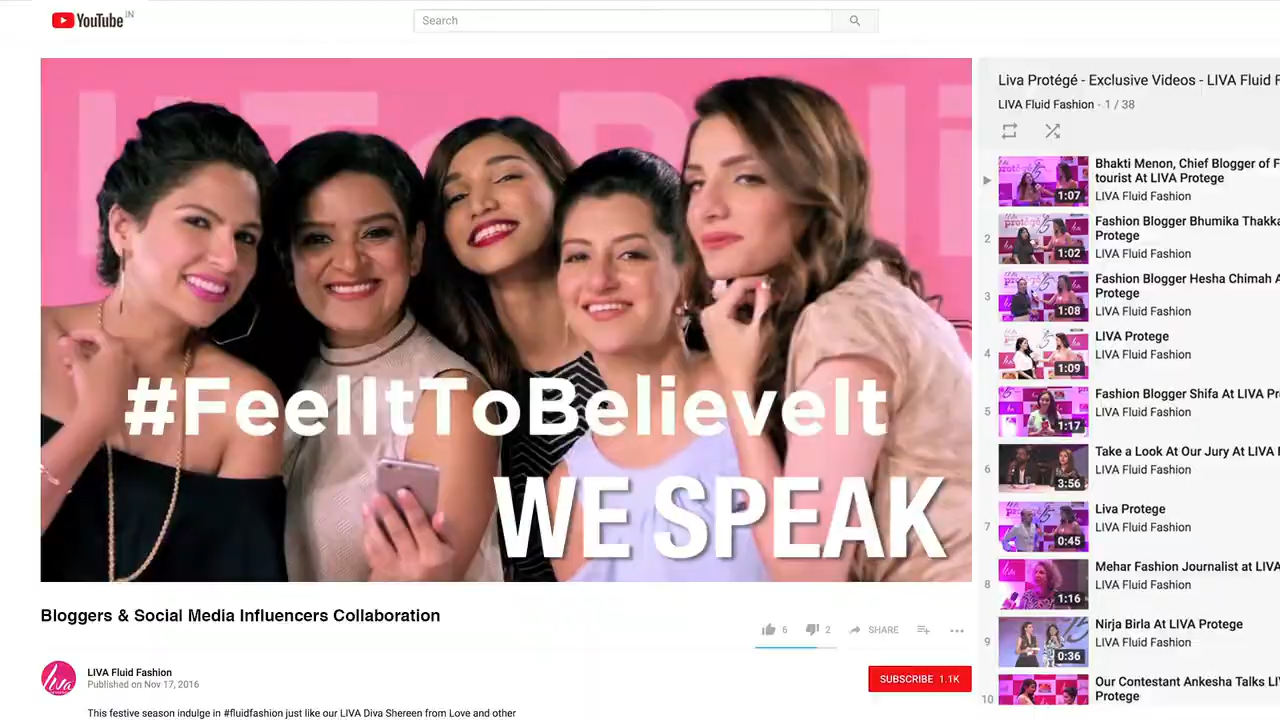 YouTube IN
Search
#FeelItToBelieveIt
WE SPEAK
Bloggers & Social Media Influencers Collaboration
6
2
SHARE
LIVA Fluid Fashion
Published on Nov 17, 2016
SUBSCRIBE 1.1K
This festive season indulge in #fluidfashion just like our LIVA Diva Shereen from Love and other
Liva Protégé - Exclusive Videos - LIVA Fluid F
LIVA Fluid Fashion - 1 / 38
1:07
Bhakti Menon, Chief Blogger of F
tourist At LIVA Protege
LIVA Fluid Fashion
2
1:02
Fashion Blogger Bhumika Thakka
Protege
LIVA Fluid Fashion
3
1:08
Fashion Blogger Hesha Chimah A
Protege
LIVA Fluid Fashion
4
1:09
LIVA Protege
LIVA Fluid Fashion
5
1:17
Fashion Blogger Shifa At LIVA Pr
LIVA Fluid Fashion
6
3:56
Take a Look At Our Jury At LIVA
LIVA Fluid Fashion
7
0:45
Liva Protege
LIVA Fluid Fashion
8
1:16
Mehar Fashion Journalist at LIVA
LIVA Fluid Fashion
9
0:36
Nirja Birla At LIVA Protege
LIVA Fluid Fashion
10
Our Contestant Ankesha Talks LI
Protege